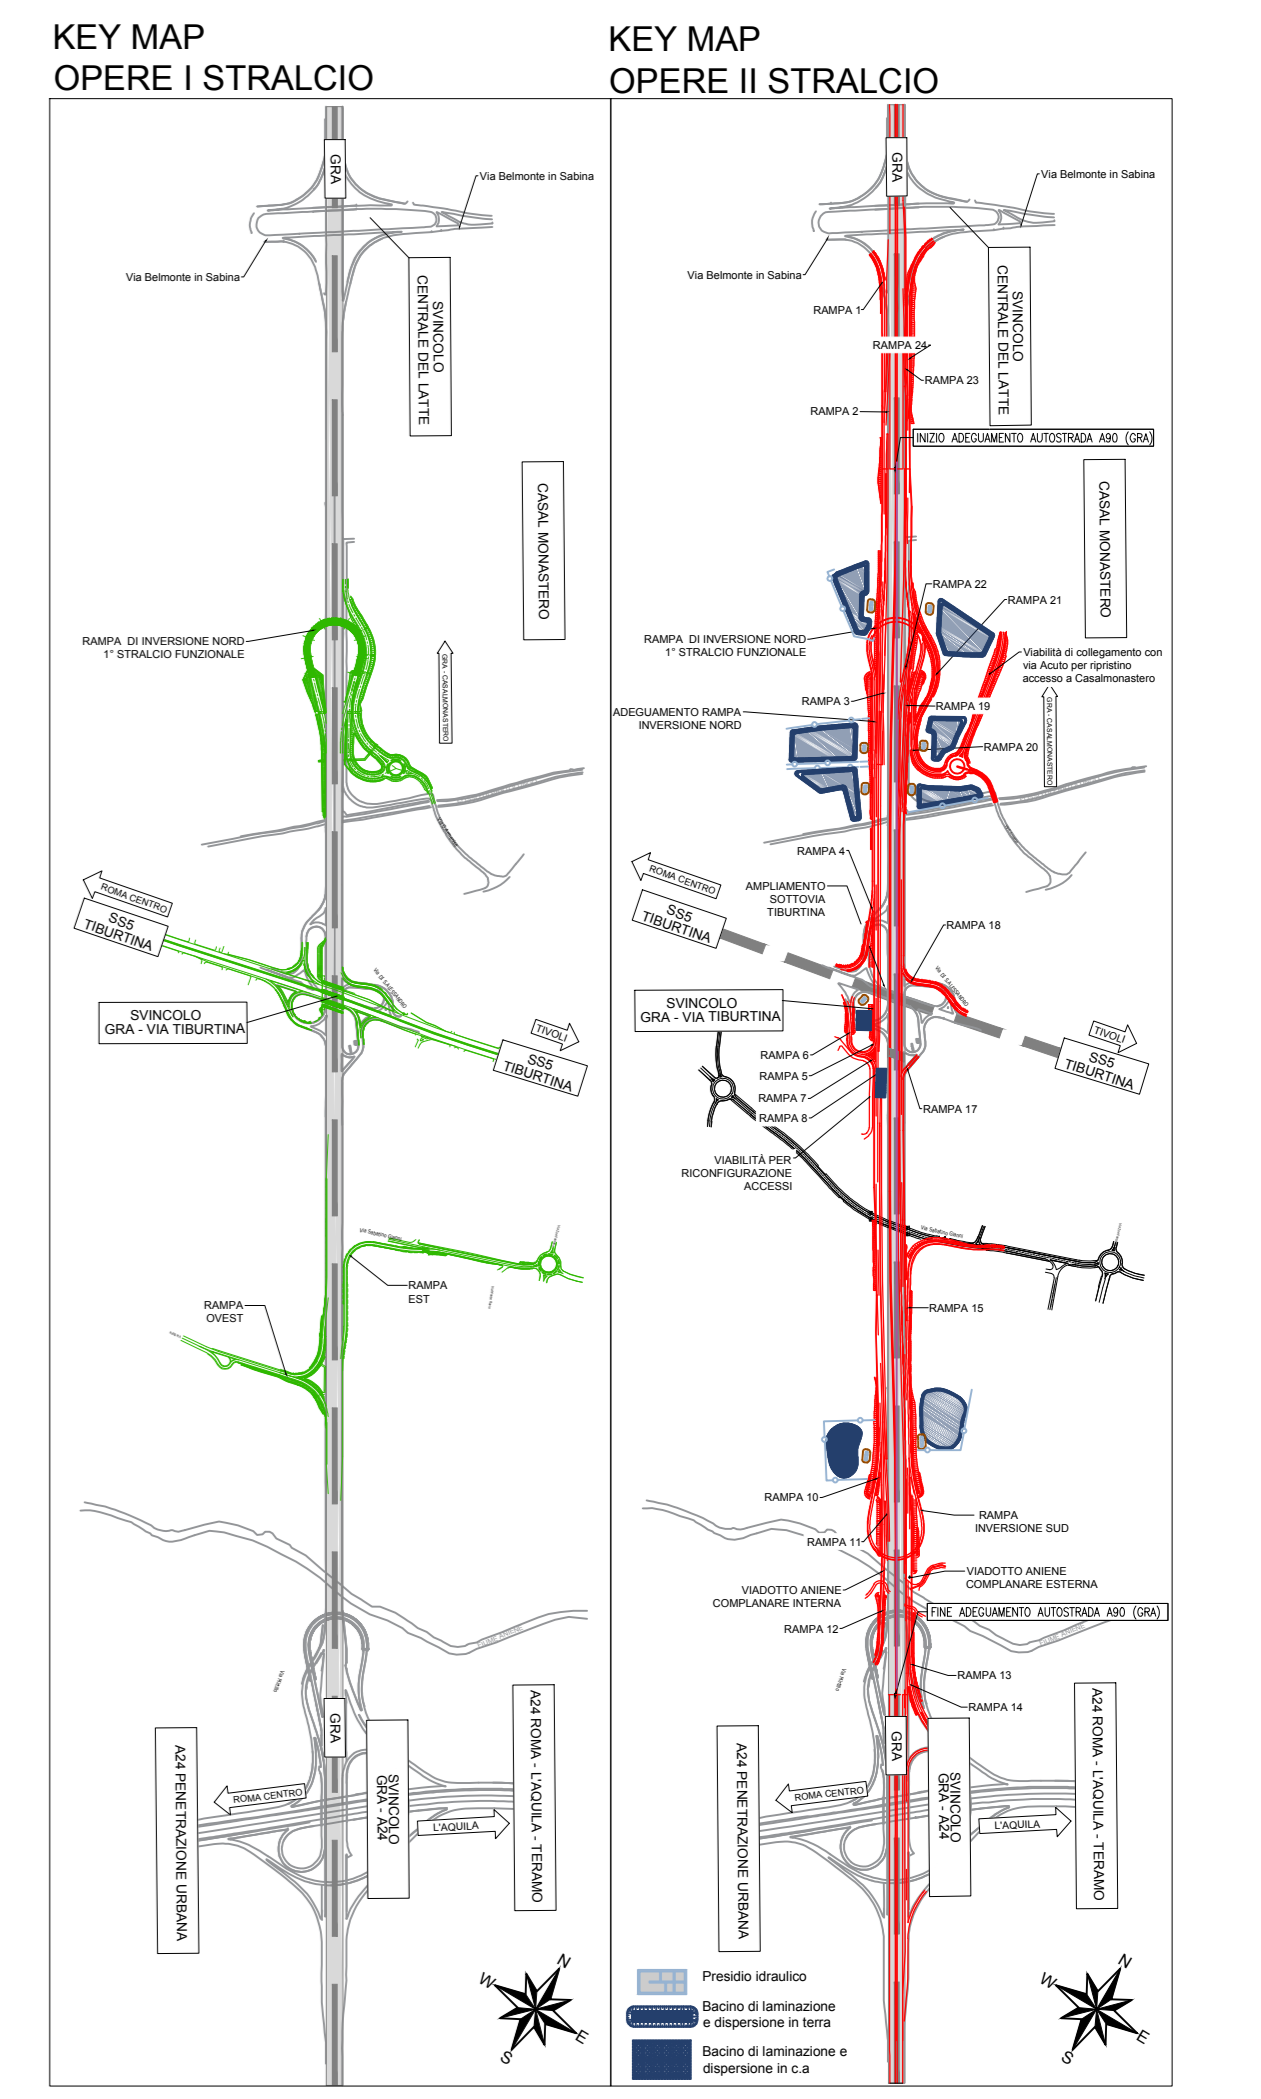 KEY MAP
OPERE I STRALCIO
GRA
Via Belmonte in Sabina
Via Belmonte in Sabina
SVINCOLO
CENTRALE DEL LATTE
CASAL MONASTERO
RAMPA DI INVERSIONE NORD
1° STRALCIO FUNZIONALE
GRA - CASALMONASTERO
ROMA CENTRO
SS5
TIBURTINA
SVINCOLO
GRA - VIA TIBURTINA
TIVOLI
SS5
TIBURTINA
RAMPA
EST
RAMPA
OVEST
FIUME ANIENE
GRA
A24 PENETRAZIONE URBANA
ROMA CENTRO
SVINCOLO
GRA - A24
L'AQUILA
A24 ROMA - L'AQUILA - TERAMO
N
W
E
S
KEY MAP
OPERE II STRALCIO
GRA
Via Belmonte in Sabina
Via Belmonte in Sabina
RAMPA 1
SVINCOLO
CENTRALE DEL LATTE
RAMPA 24
RAMPA 23
RAMPA 2
INIZIO ADEGUAMENTO AUTOSTRADA A90 (GRA)
CASAL MONASTERO
RAMPA 22
RAMPA 21
RAMPA DI INVERSIONE NORD
1° STRALCIO FUNZIONALE
Viabilità di collegamento con
via Acuto per ripristino
accesso a Casalmonastero
RAMPA 3
RAMPA 19
ADEGUAMENTO RAMPA
INVERSIONE NORD
RAMPA 20
GRA - CASALMONASTERO
RAMPA 4
ROMA CENTRO
SS5
TIBURTINA
AMPLIAMENTO
SOTTOVIA
TIBURTINA
RAMPA 18
SVINCOLO
GRA - VIA TIBURTINA
TIVOLI
SS5
TIBURTINA
RAMPA 6
RAMPA 5
RAMPA 7
RAMPA 8
RAMPA 17
VIABILITÀ PER
RICONFIGURAZIONE
ACCESSI
RAMPA 15
RAMPA 10
RAMPA
INVERSIONE SUD
RAMPA 11
VIADOTTO ANIENE
COMPLANARE ESTERNA
VIADOTTO ANIENE
COMPLANARE INTERNA
FINE ADEGUAMENTO AUTOSTRADA A90 (GRA)
RAMPA 12
FIUME ANIENE
RAMPA 13
RAMPA 14
GRA
A24 PENETRAZIONE URBANA
ROMA CENTRO
SVINCOLO
GRA - A24
L'AQUILA
A24 ROMA - L'AQUILA - TERAMO
N
W
E
S
Presidio idraulico
Bacino di laminazione
e dispersione in terra
Bacino di laminazione e
dispersione in c.a